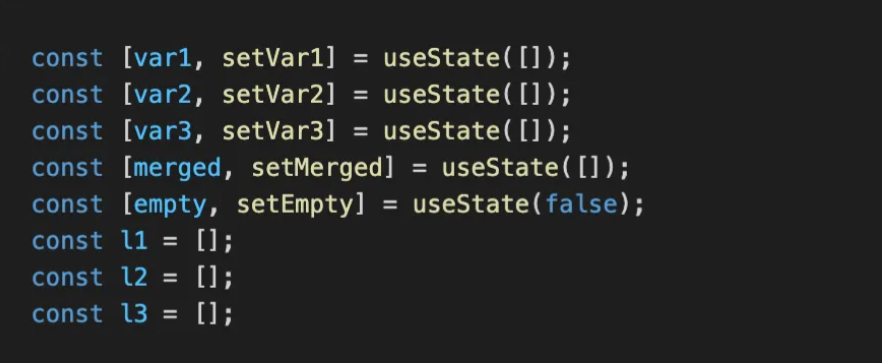 const [var1, setVar1] = useState([]);
const [var2, setVar2] = useState([]);
const [var3, setVar3] = useState([]);
const [merged, setMerged] = useState([]);
const [empty, setEmpty] = useState(false);
const l1 = [];
const l2 = [];
const l3 = [];